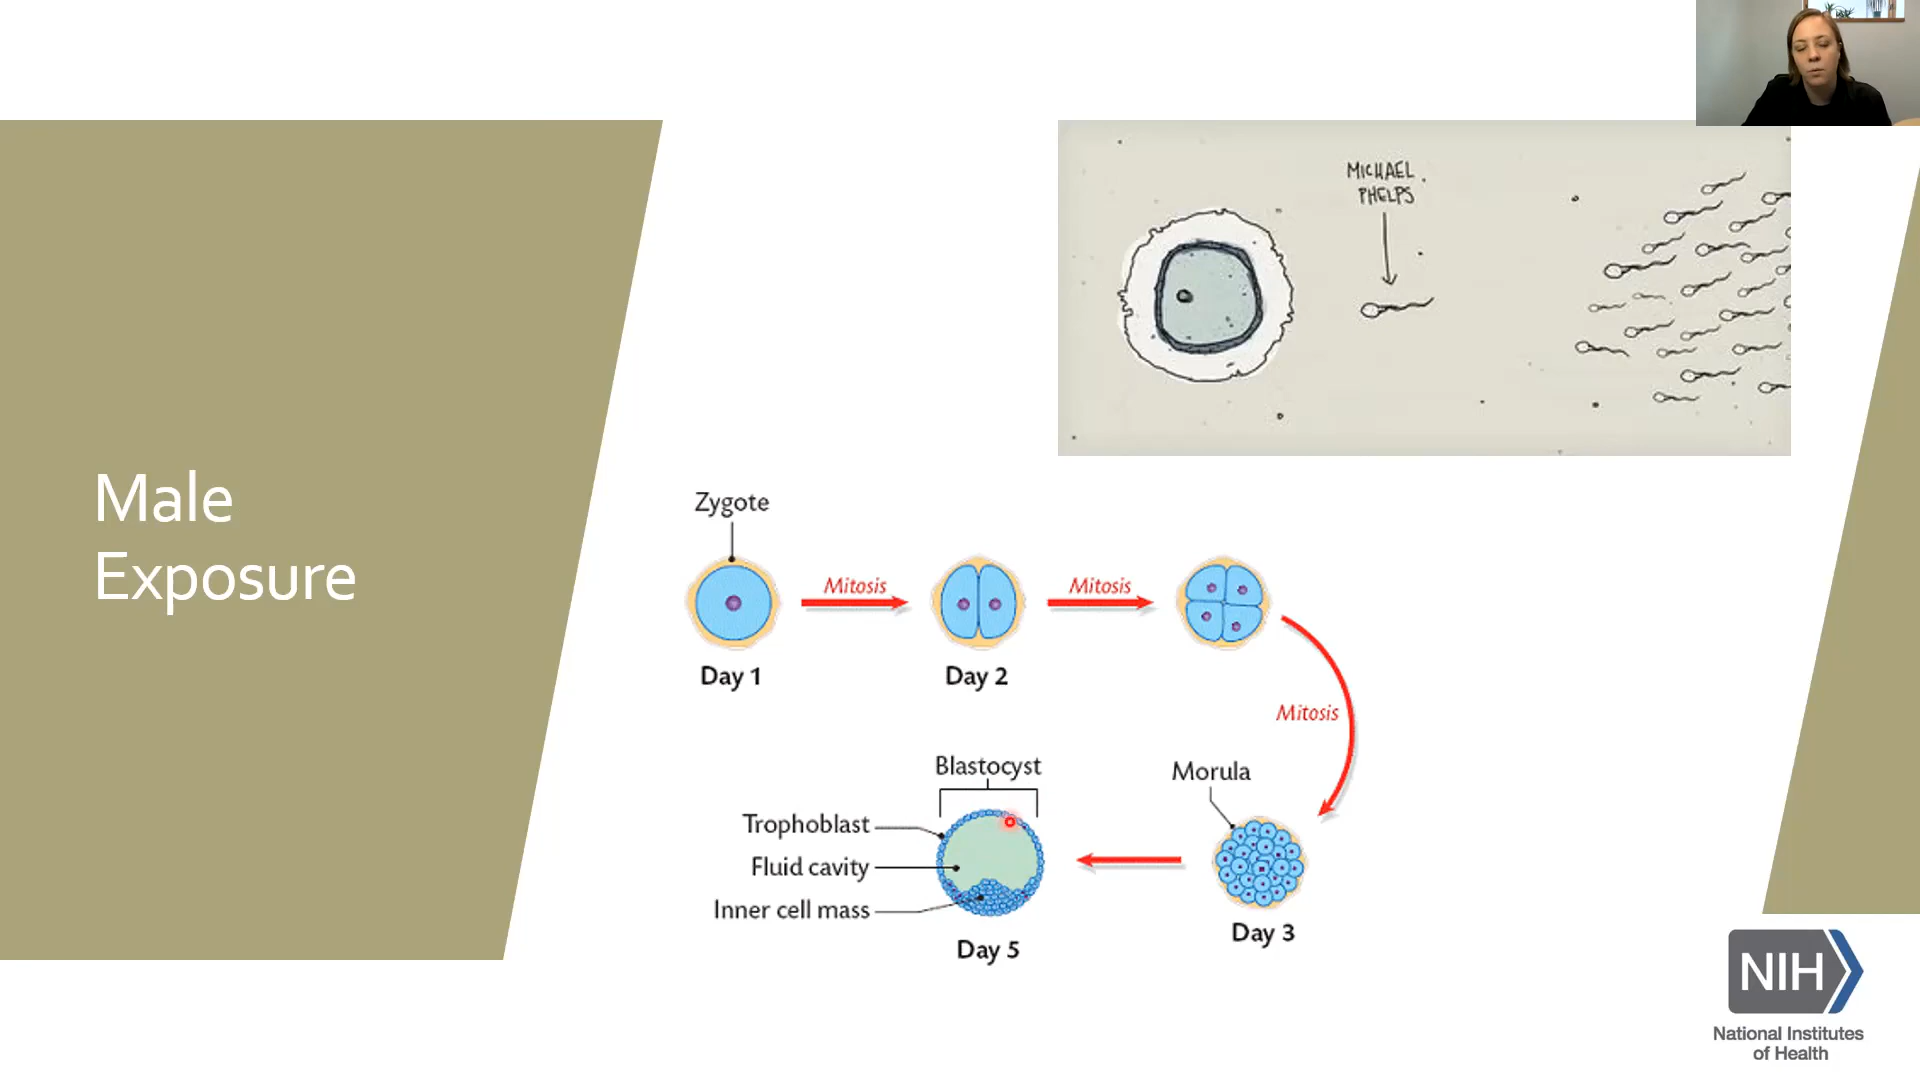 Male
Exposure
MICHAEL
PHELPS
Zygote
Mitosis
Mitosis
Day 1
Day 2
Mitosis
Blastocyst
Morula
Trophoblast
Fluid cavity
Inner cell mass
Day 5
Day 3
NIH
National Institutes
of Health